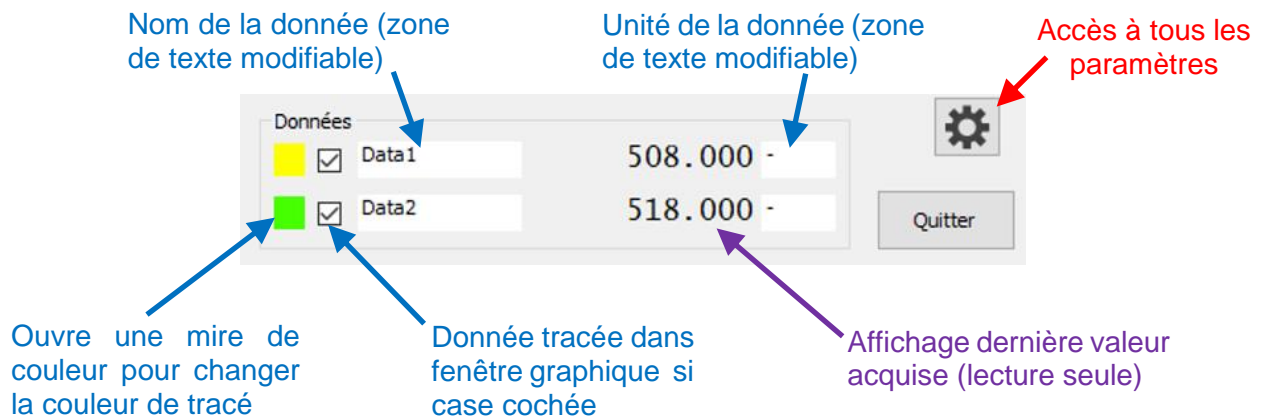 Nom de la donnée (zone
de texte modifiable)
Unité de la donnée (zone
de texte modifiable)
Accès à tous les
paramètres
Données
Data1
508.000 -
Data2
518.000 -
Quitter
Ouvre une mire de
couleur pour changer
la couleur de tracé
Donnée tracée dans
fenêtre graphique si
case cochée
Affichage dernière valeur
acquise (lecture seule)